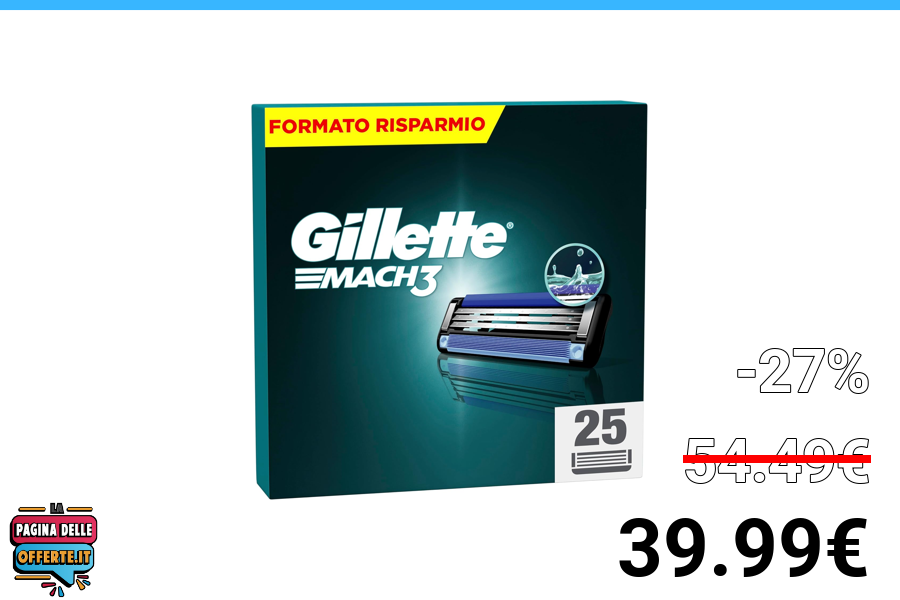 FORMATO RISPARMIO
Gillette®
MACH3
25
-27%
54.49€
39.99€
LA
PAGINA DELLE
OFFERTE.IT